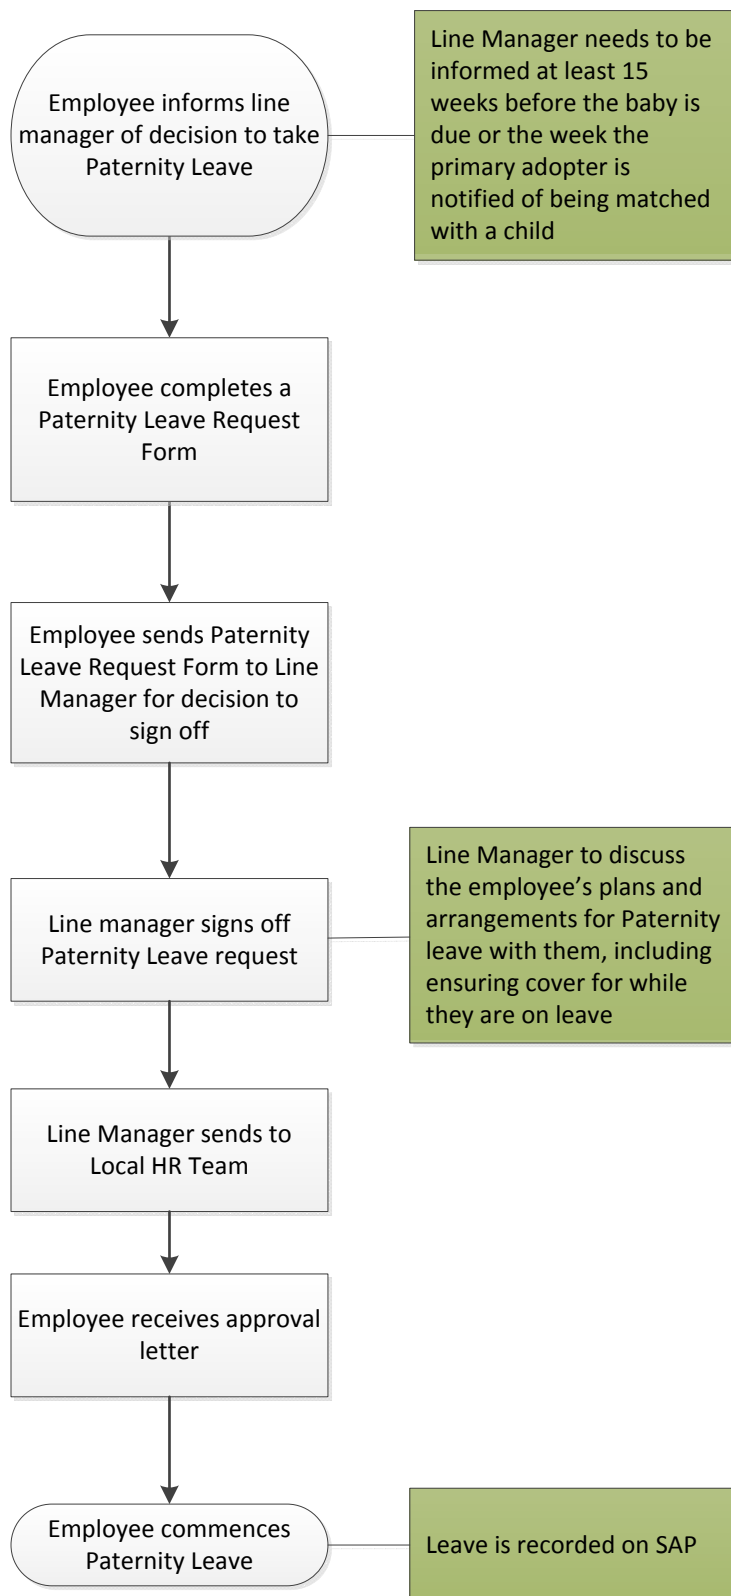 Employee informs line
manager of decision to take
Paternity Leave
Line Manager needs to be
informed at least 15
weeks before the baby is
due or the week the
primary adopter is
notified of being matched
with a child
Employee completes a
Paternity Leave Request
Form
Employee sends Paternity
Leave Request Form to Line
Manager for decision to
sign off
Line manager signs off
Paternity Leave request
Line Manager to discuss
the employee’s plans and
arrangements for Paternity
leave with them, including
ensuring cover for while
they are on leave
Line Manager sends to
Local HR Team
Employee receives approval
letter
Employee commences
Paternity Leave
Leave is recorded on SAP